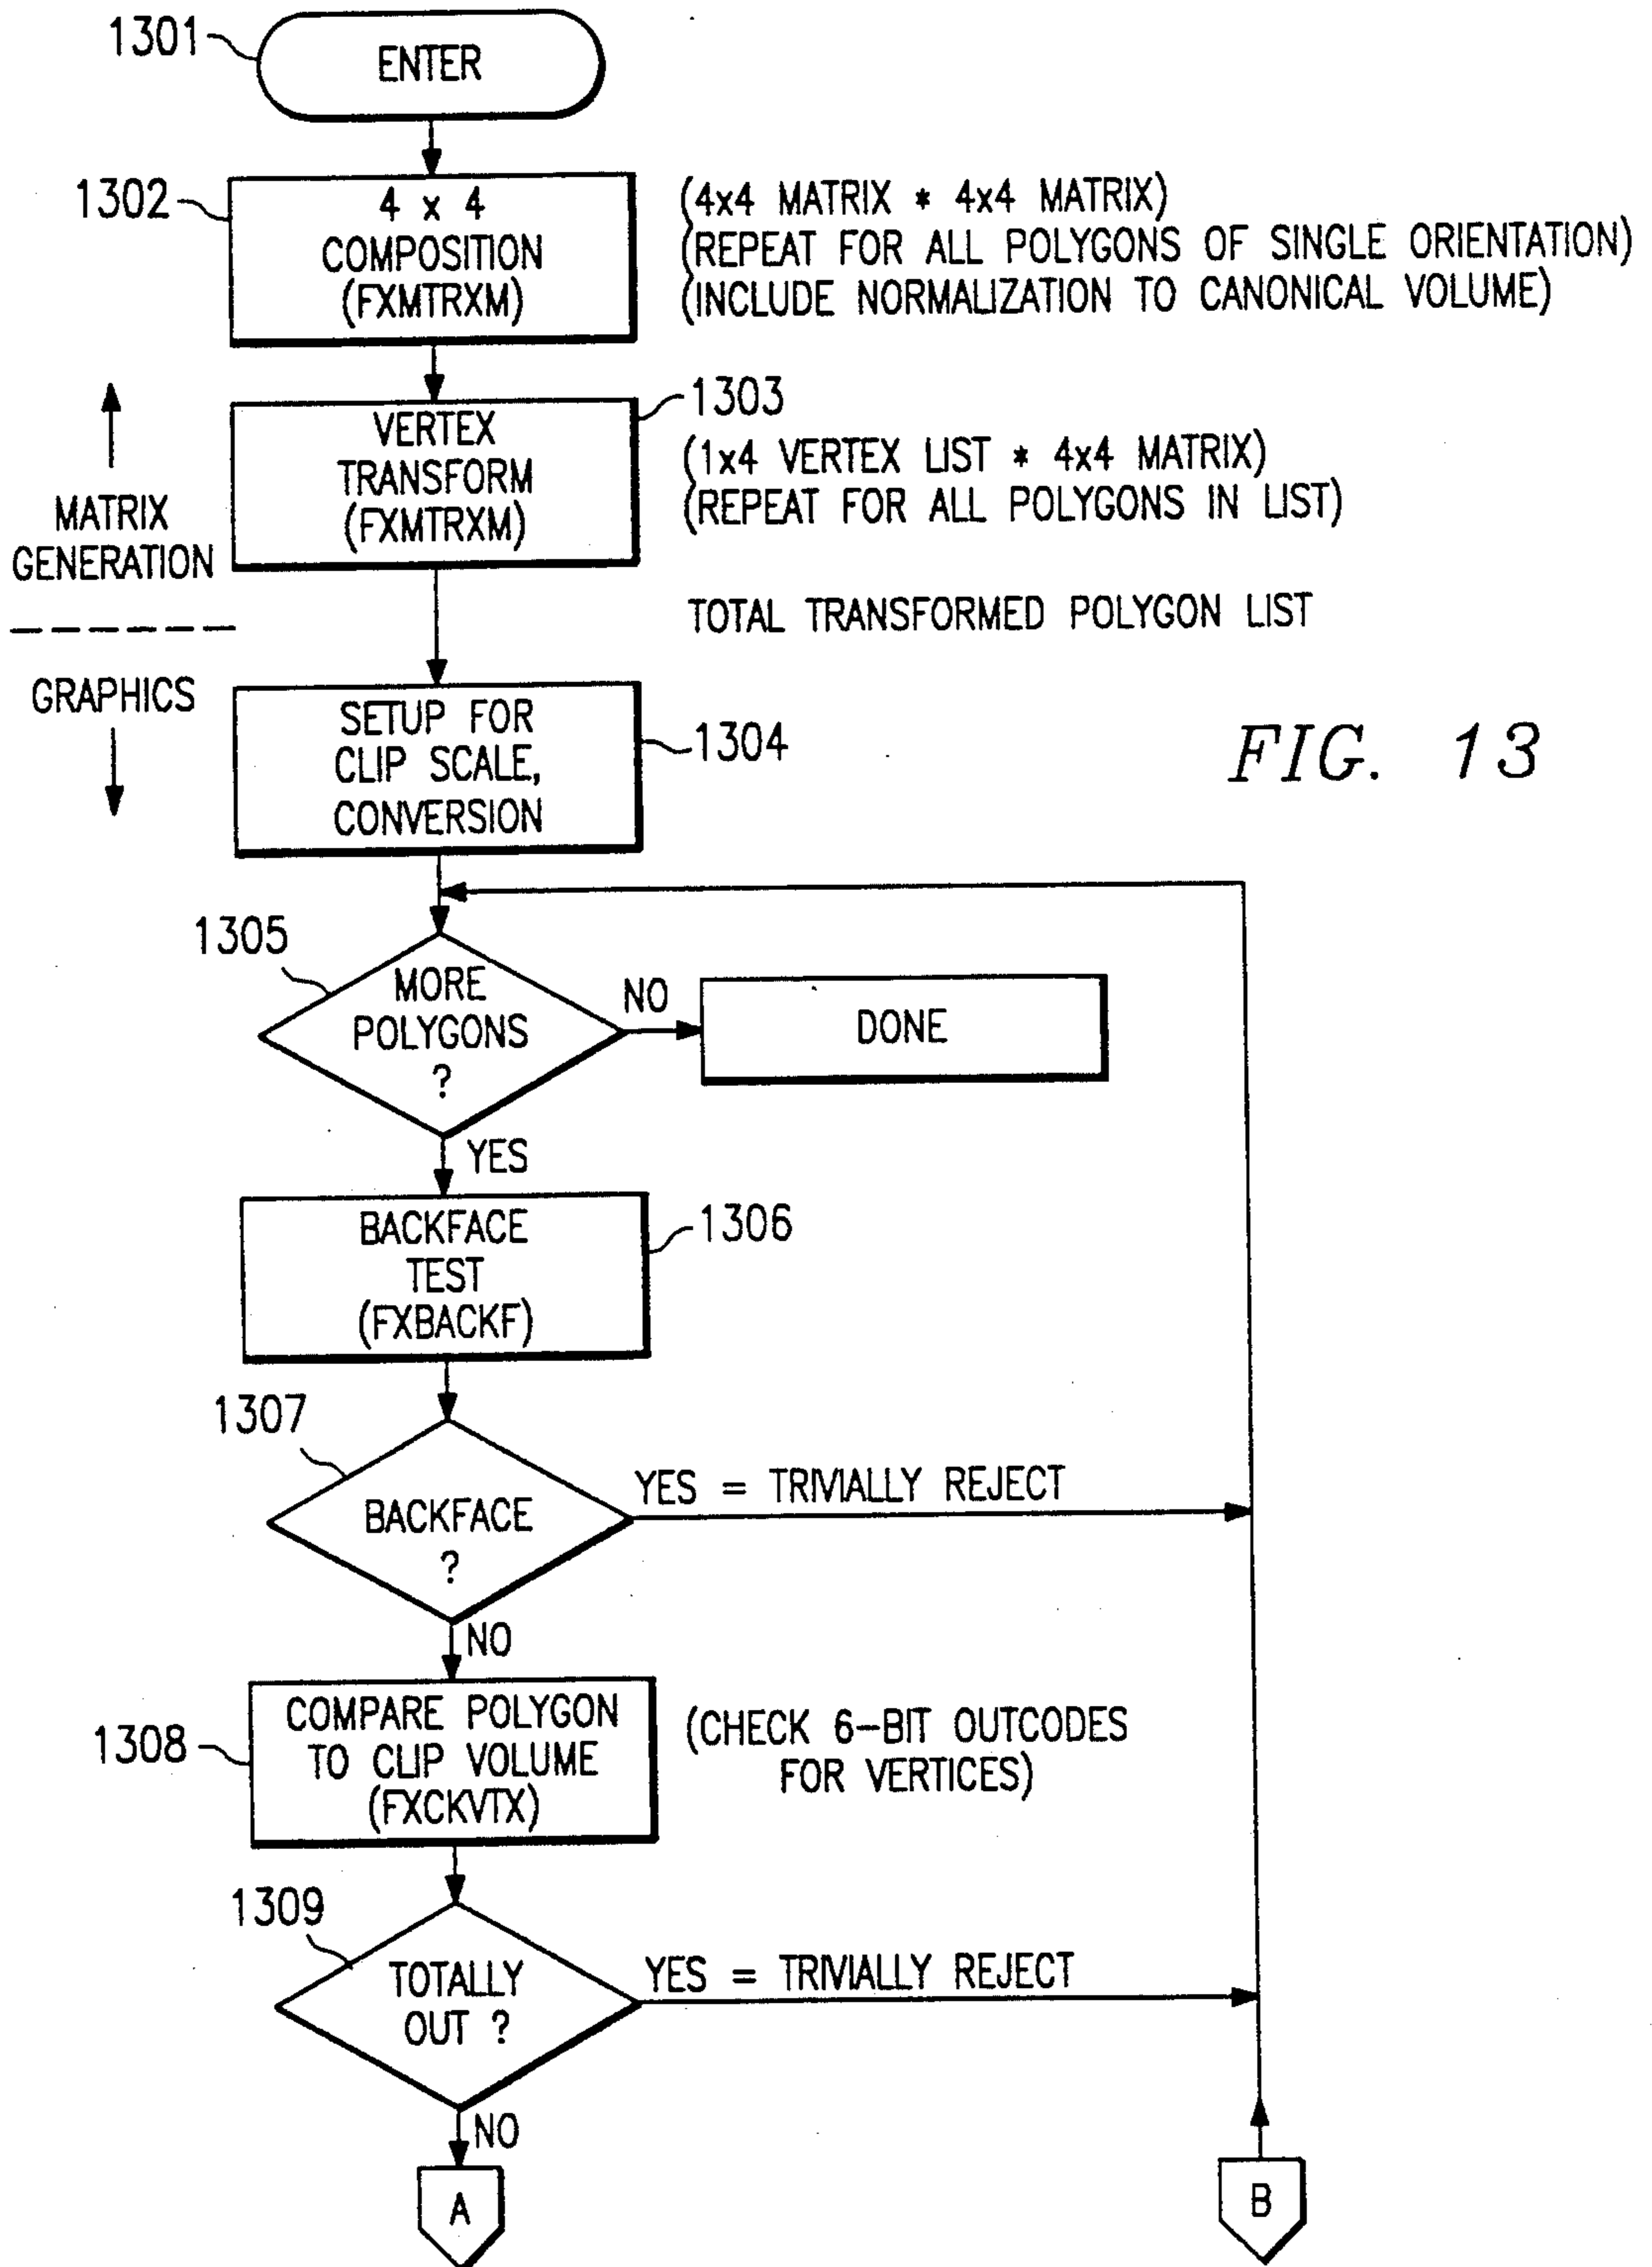 1301
ENTER
1302
4 x 4
COMPOSITION
(FXMTRXM)
(4x4 MATRIX * 4x4 MATRIX)
(REPEAT FOR ALL POLYGONS OF SINGLE ORIENTATION)
(INCLUDE NORMALIZATION TO CANONICAL VOLUME)
1303
VERTEX
TRANSFORM
(FXMTRXM)
(1x4 VERTEX LIST * 4x4 MATRIX)
(REPEAT FOR ALL POLYGONS IN LIST)
MATRIX
GENERATION
TOTAL TRANSFORMED POLYGON LIST
GRAPHICS
SETUP FOR
CLIP SCALE,
CONVERSION
1304
FIG. 13
1305
MORE
POLYGONS
?
NO
DONE
YES
BACKFACE
TEST
(FXBACKF)
1306
1307
BACKFACE
?
YES = TRIVIALLY REJECT
NO
1308
COMPARE POLYGON
TO CLIP VOLUME
(FXCKVTX)
(CHECK 6-BIT OUTCODES
FOR VERTICES)
1309
TOTALLY
OUT ?
YES = TRIVIALLY REJECT
NO
A
B